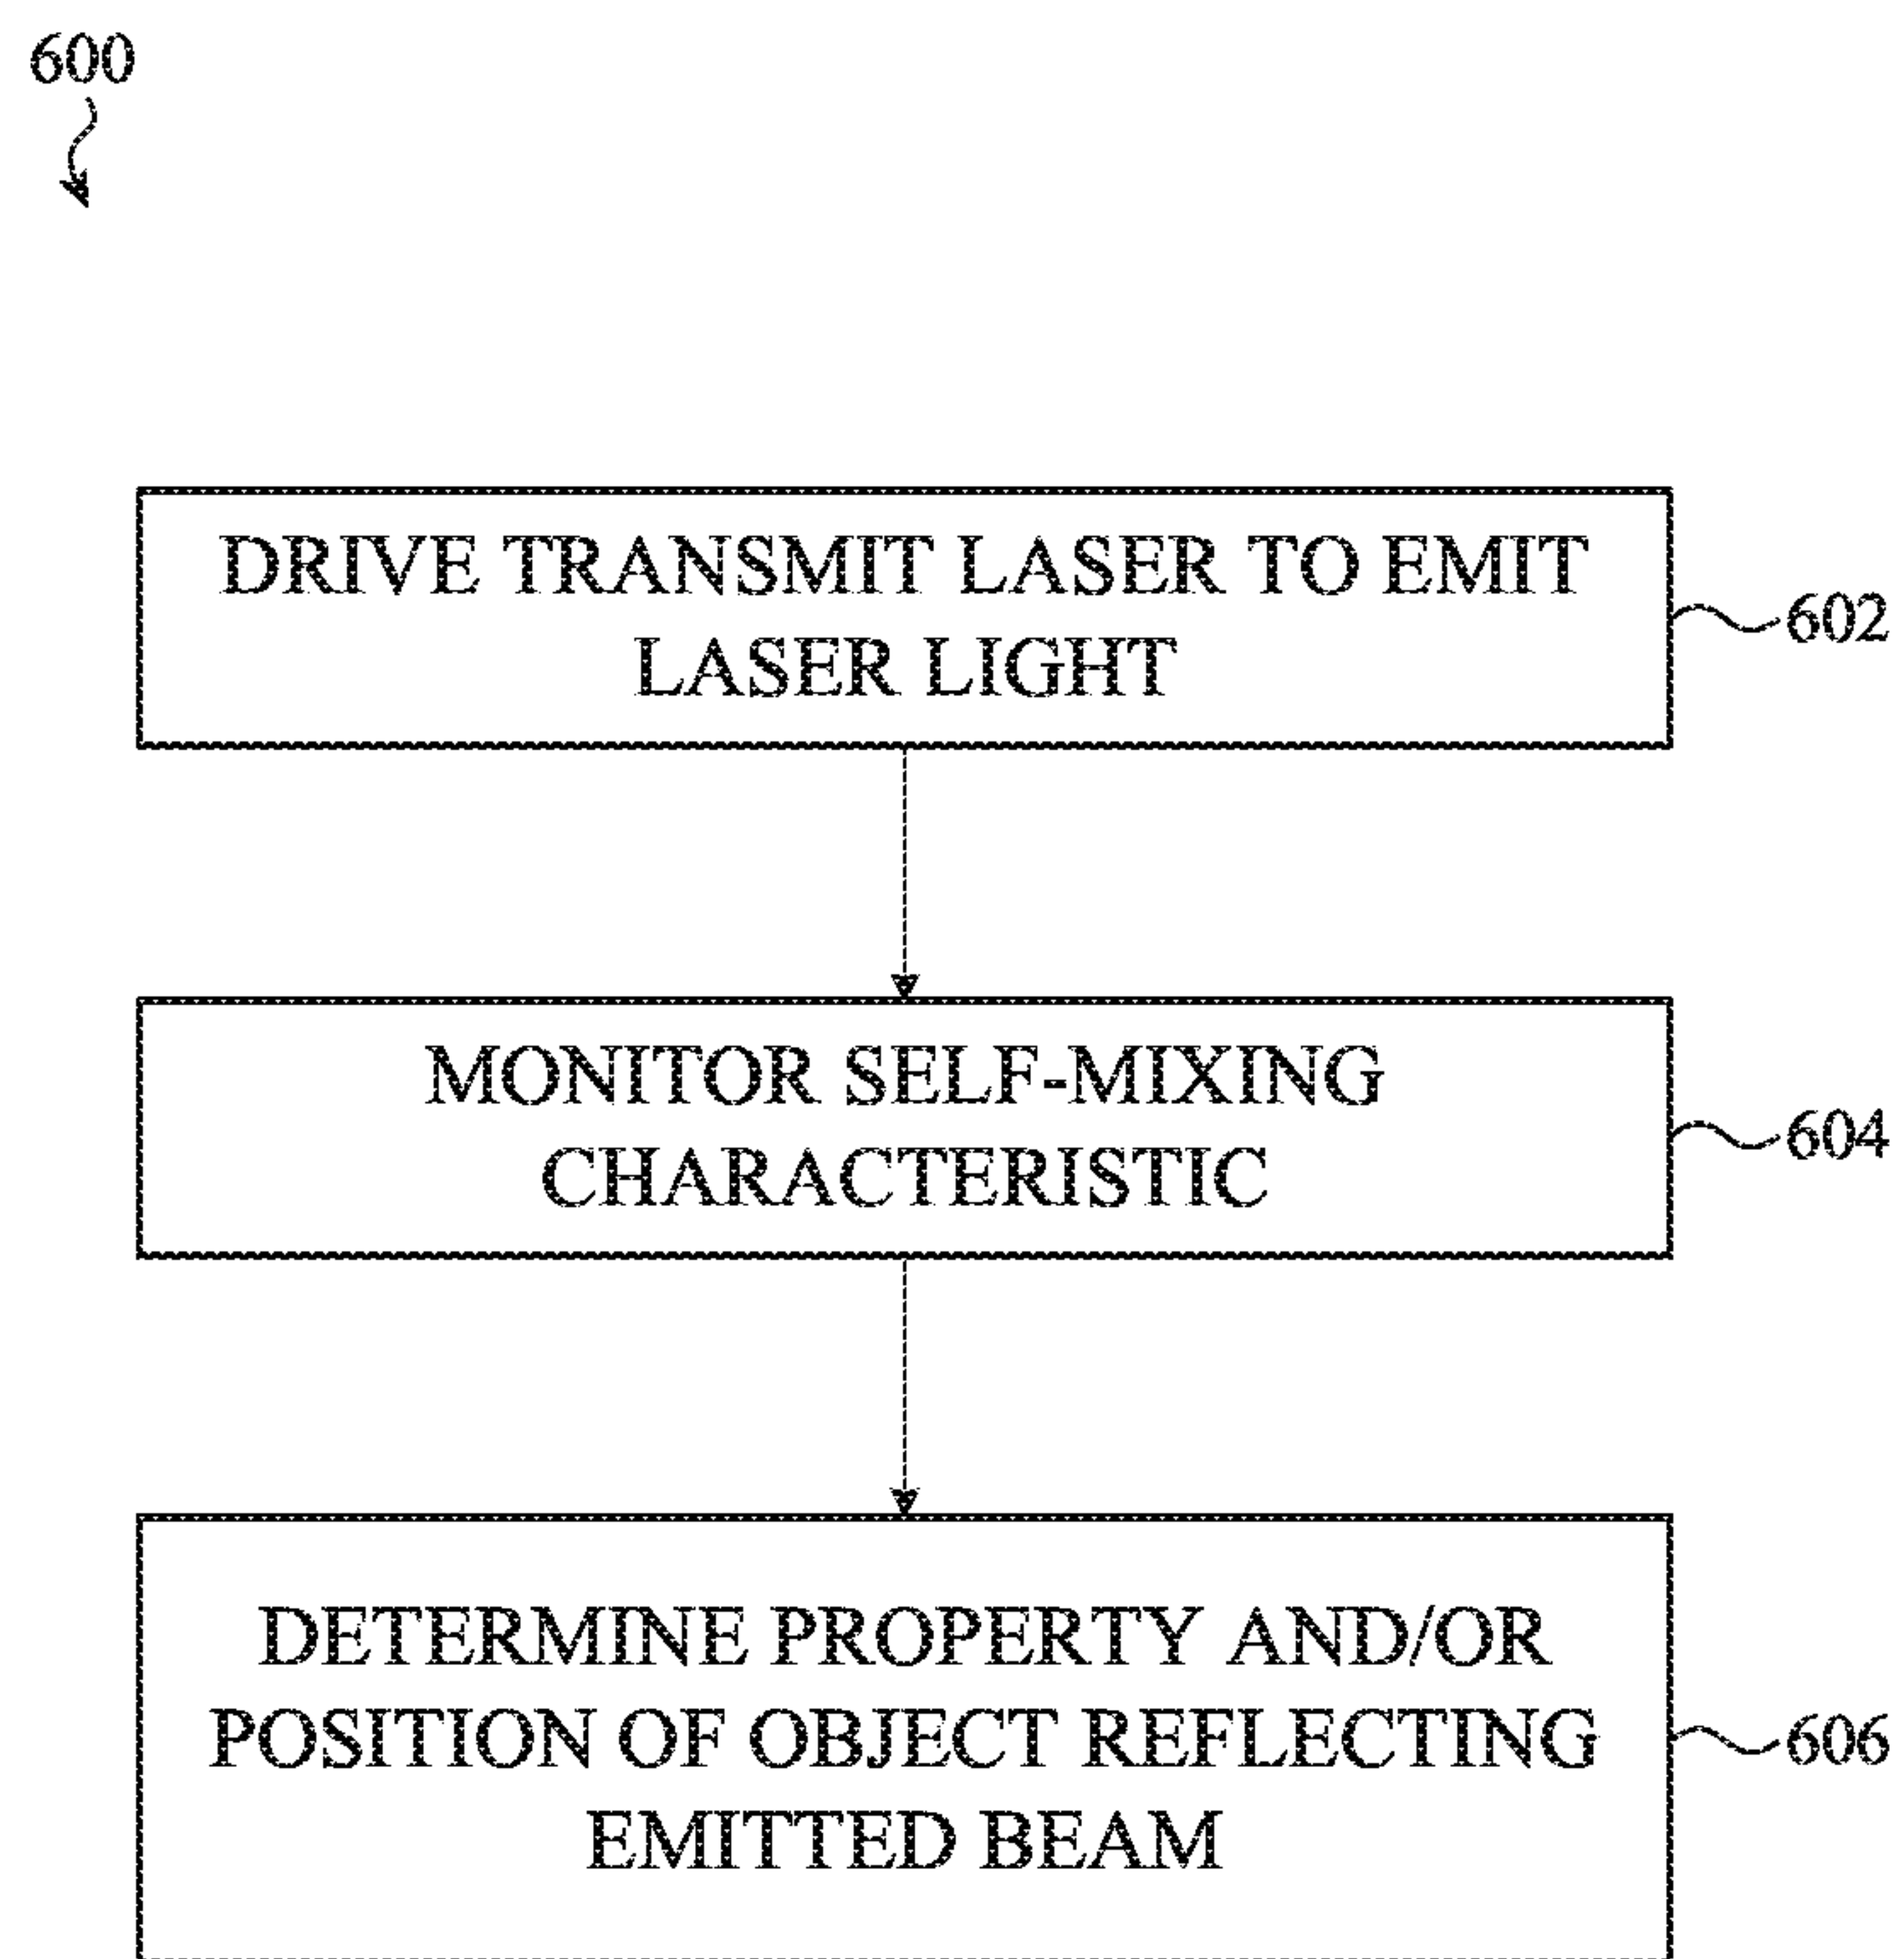 600
DRIVE TRANSMIT LASER TO EMIT
LASER LIGHT
602
MONITOR SELF-MIXING
CHARACTERISTIC
604
DETERMINE PROPERTY AND/OR
POSITION OF OBJECT REFLECTING
EMITTED BEAM
606